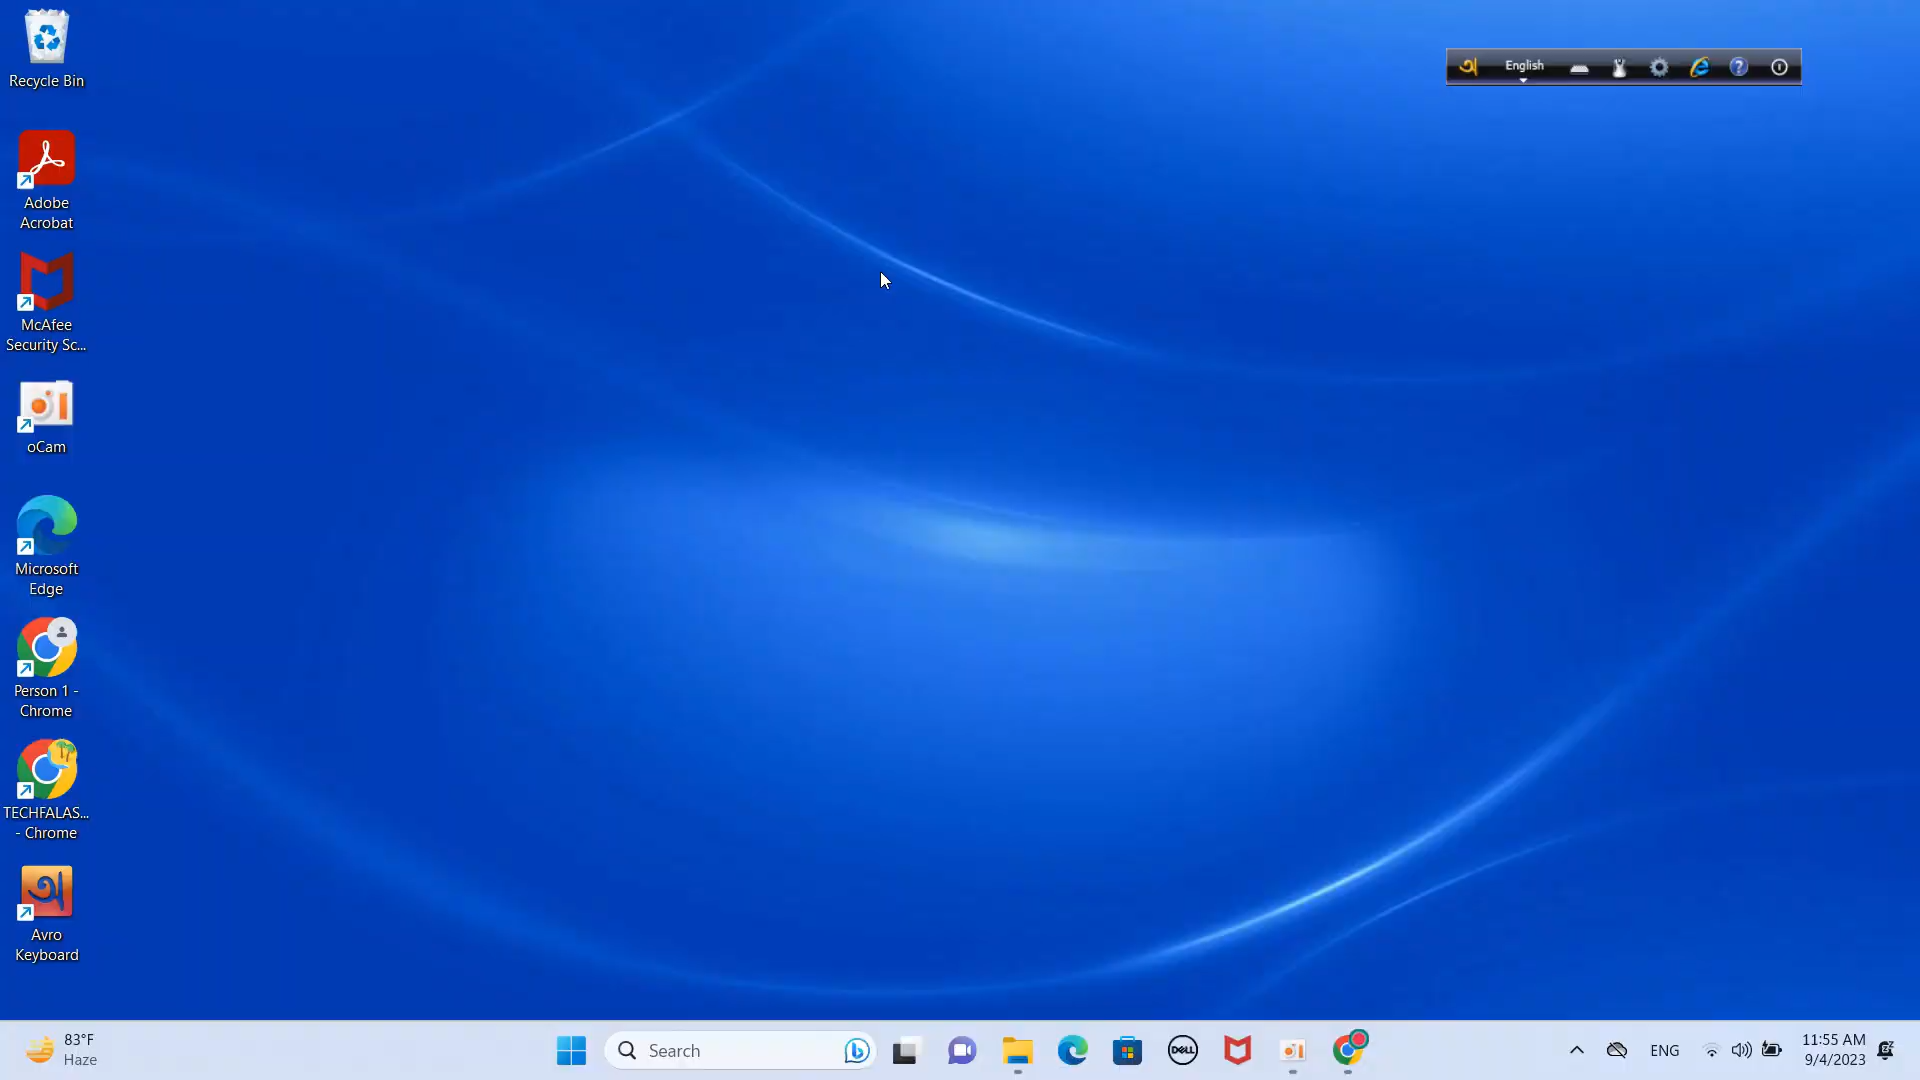 Recycle Bin
Adobe
Acrobat
McAfee
Security Sc...
oCam
Microsoft
Edge
Person 1 -
Chrome
TECHFALAS...
- Chrome
অ
Avro
Keyboard
অ English
?
83°F
Haze
Search
DELL
ENG
11:55 AM
9/4/2023